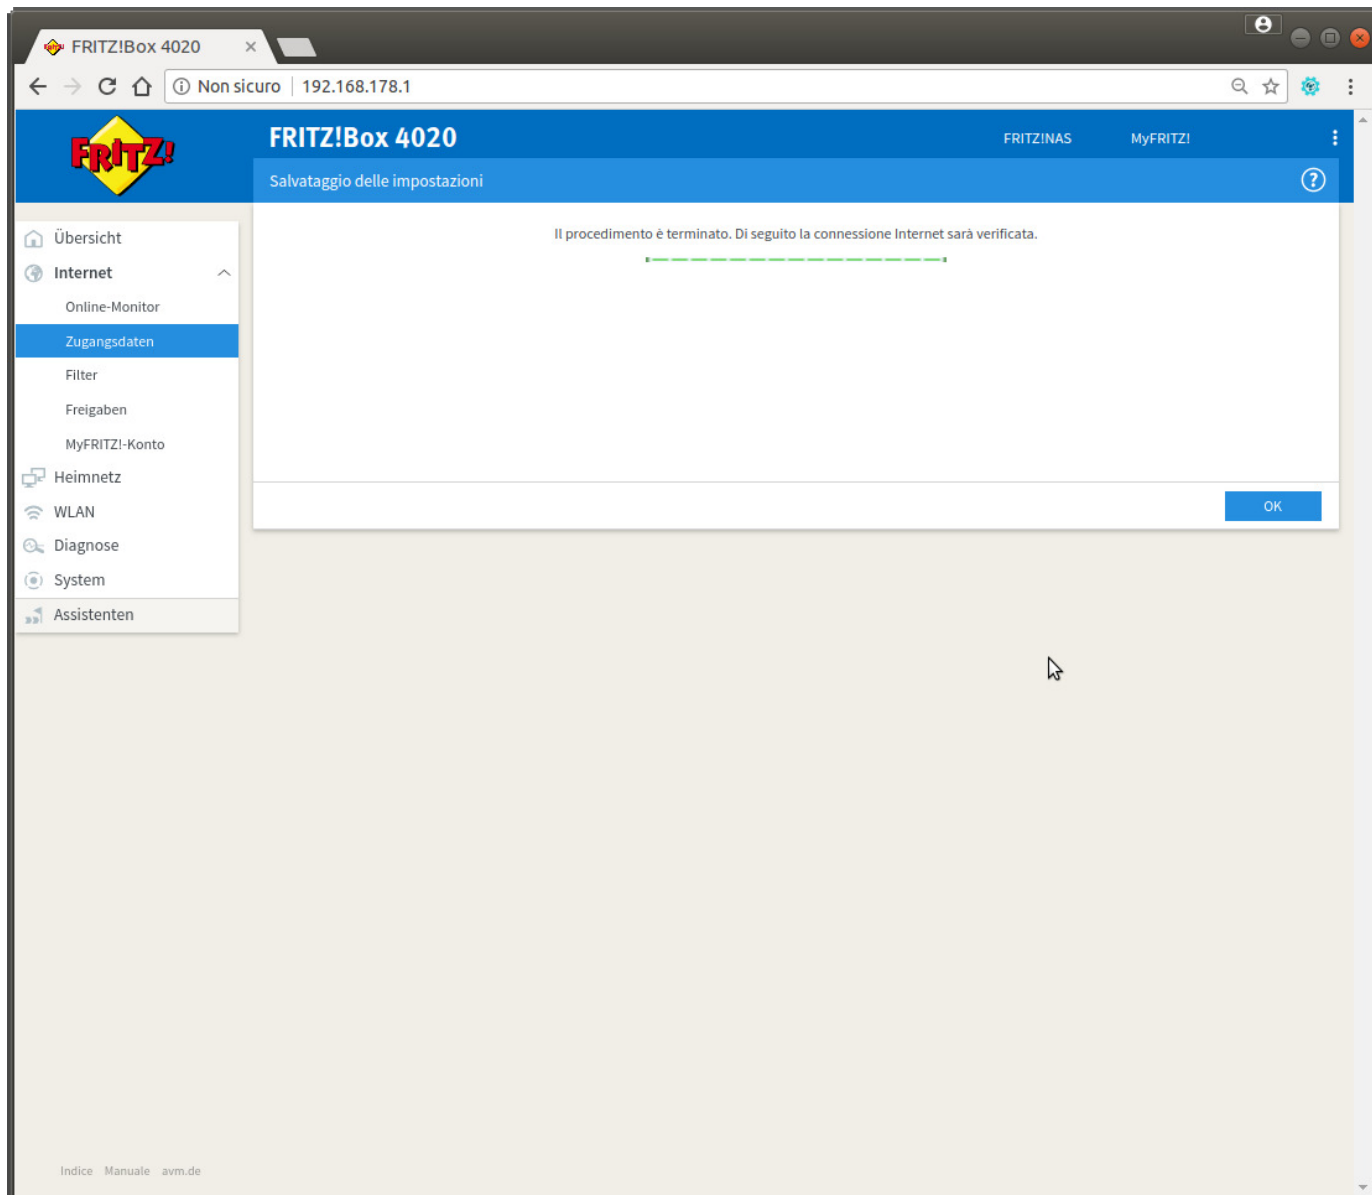 FRITZ!Box 4020
Non sicuro 192.168.178.1
FRITZ!
FRITZ!Box 4020
FRITZ!NAS MyFRITZ!
Salvataggio delle impostazioni
Übersicht
Internet
Online-Monitor
Zugangsdaten
Filter
Freigaben
MyFRITZ!-Konto
Heimnetz
WLAN
Diagnose
System
Assistenten
Il procedimento è terminato. Di seguito la connessione Internet sarà verificata.
OK
Indice Manuale avm.de